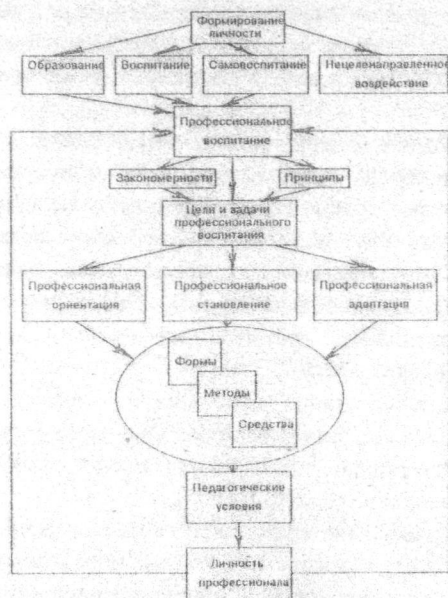 Формирование
личности
Образование
Воспитание
Самовоспитание
Нецеленаправленное
воздействие
Профессиональное
воспитание
Закономерности
Принципы
Цели и задачи
профессионального
воспитания
Профессиональная
ориентация
Профессиональное
становление
Профессиональная
адаптация
Формы
Методы
Средства
Педагогические
условия
Личность
профессионала